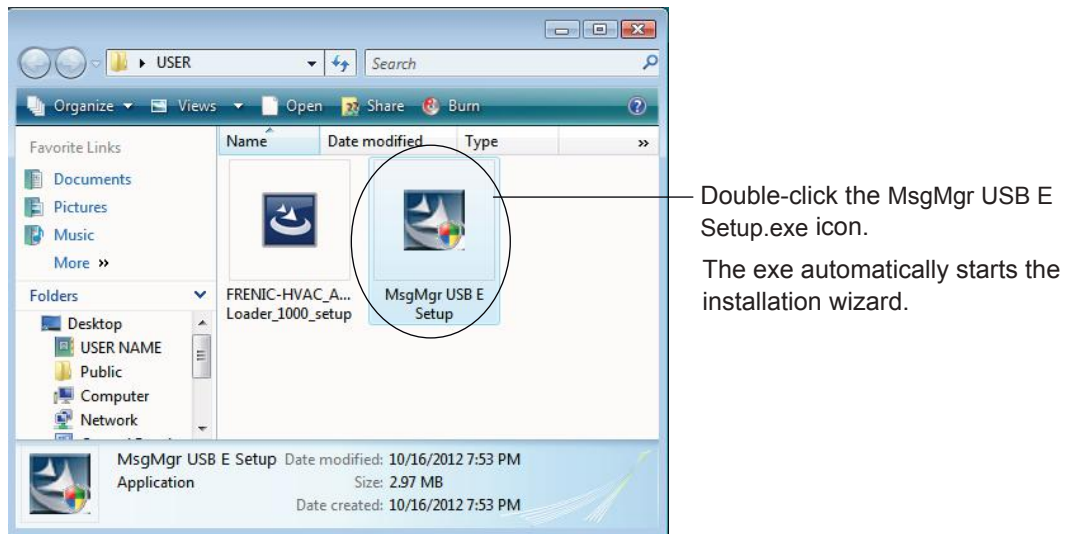 USER
Search
Organize Views Open Share Burn
Favorite Links
Documents
Pictures
Music
More »
Folders
Desktop
USER NAME
Public
Computer
Network
Name Date modified Type »
FRENIC-HVAC_A...
Loader_1000_setup
MsgMgr USB E
Setup
MsgMgr USB E Setup Date modified: 10/16/2012 7:53 PM
Application Size: 2.97 MB
Date created: 10/16/2012 7:53 PM
Double-click the MsgMgr USB E
Setup.exe icon.
The exe automatically starts the
installation wizard.